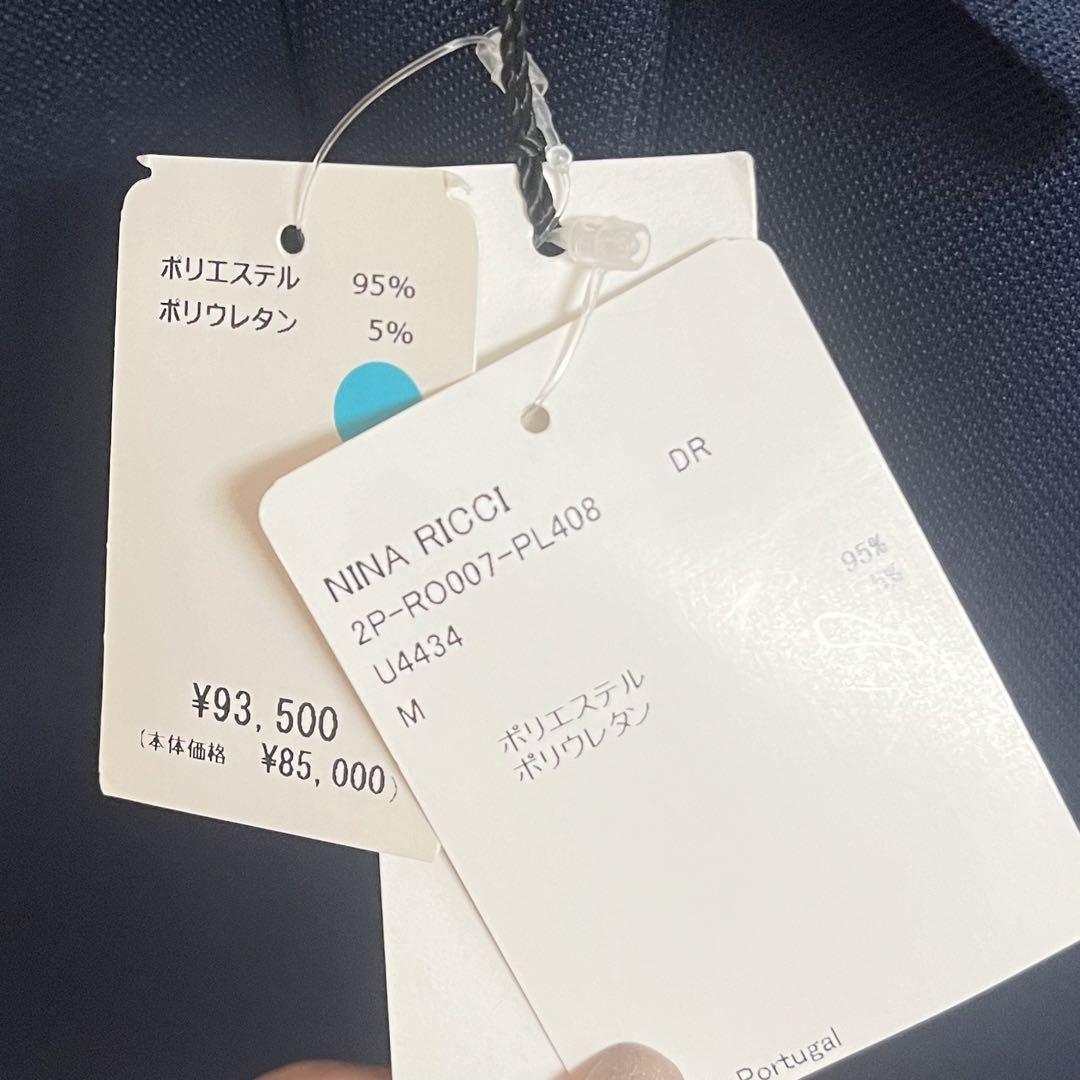 ポリエステル 95%
ポリウレタン 5%
¥93,500
(本体価格 ¥85,000)
DR
NINA RICCI
2P-RO007-PL408
U4434
M
ポリエステル 95%
ポリウレタン 5%
Portugal